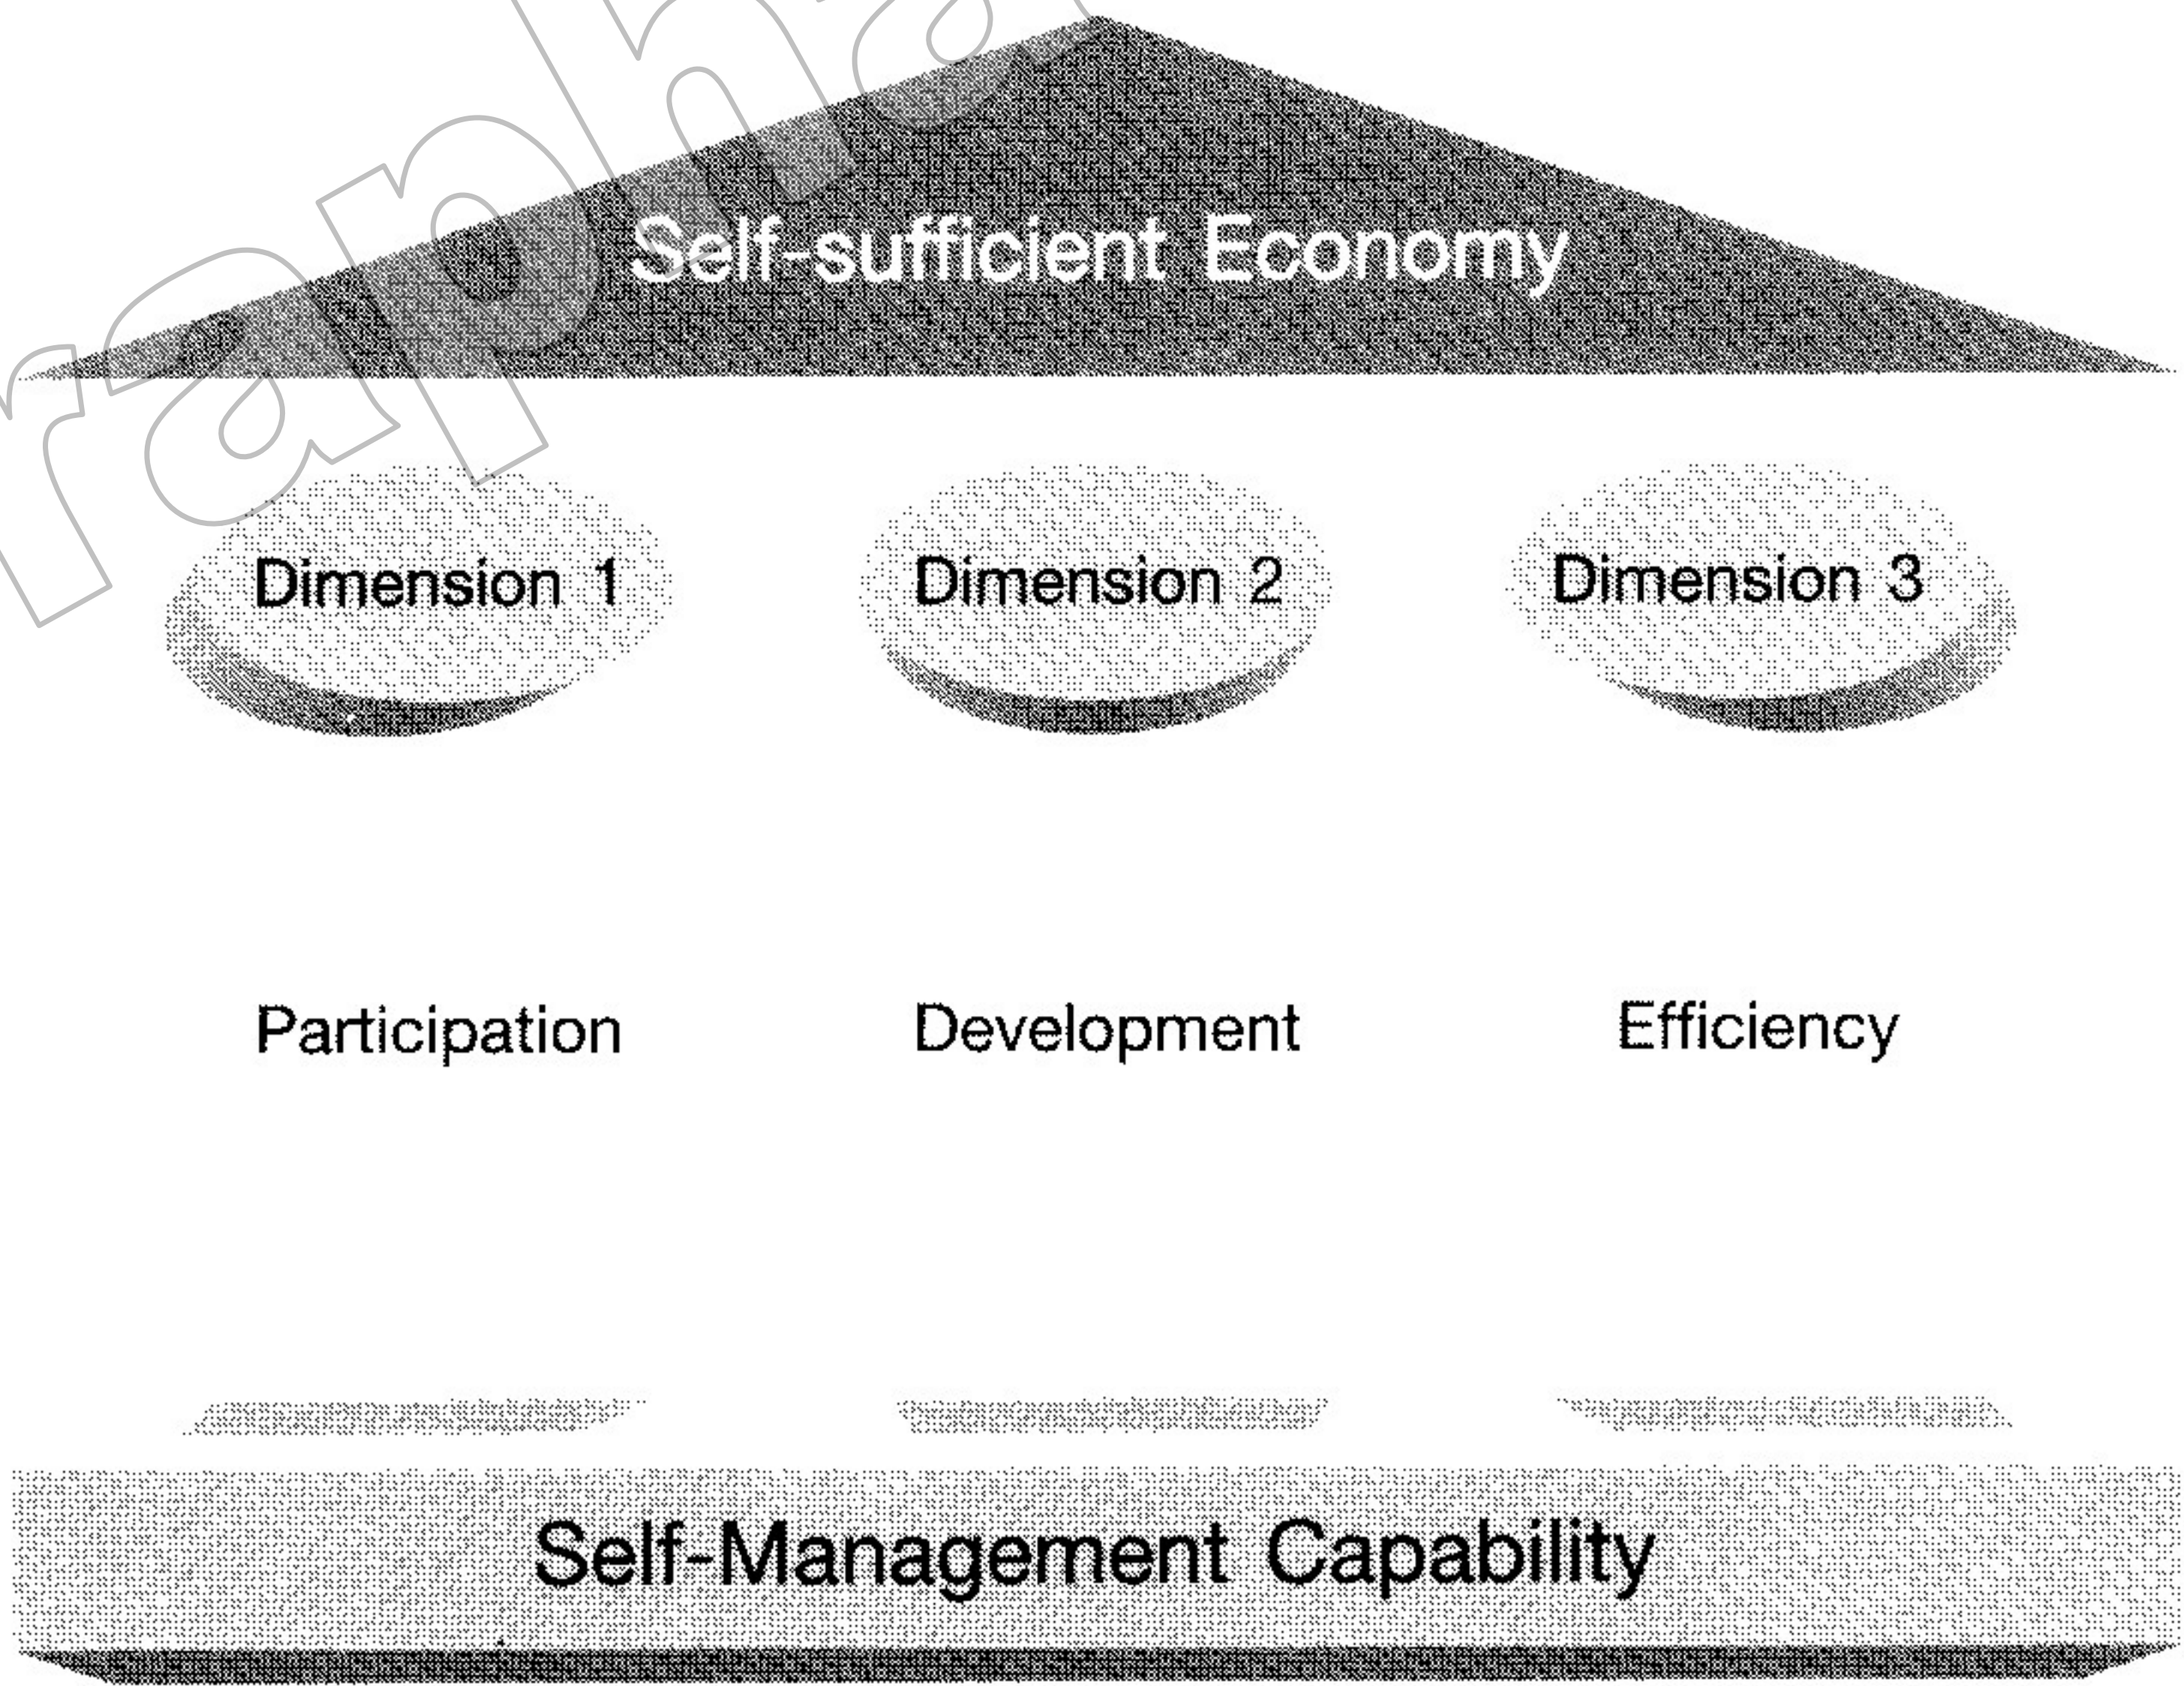 Self-sufficient Economy
Dimension 1 Dimension 2 Dimension 3
Participation Development Efficiency
Self-Management Capability